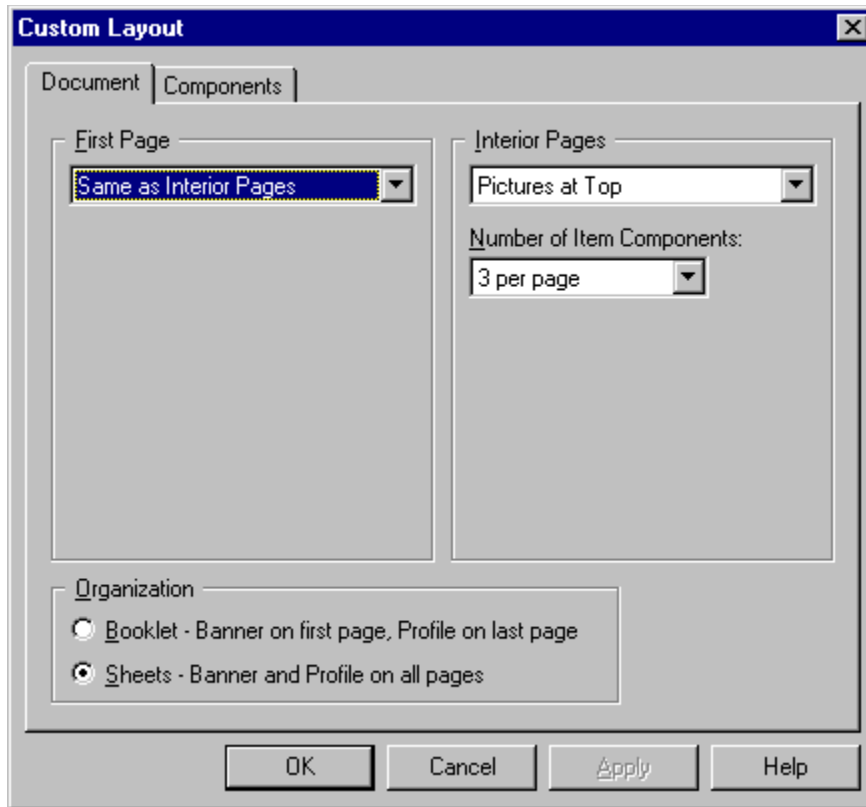 Custom Layout
Document
Components
First Page
Same as Interior Pages
Interior Pages
Pictures at Top
Number of Item Components:
3 per page
Organization
Booklet - Banner on first page, Profile on last page
Sheets - Banner and Profile on all pages
OK
Cancel
Apply
Help